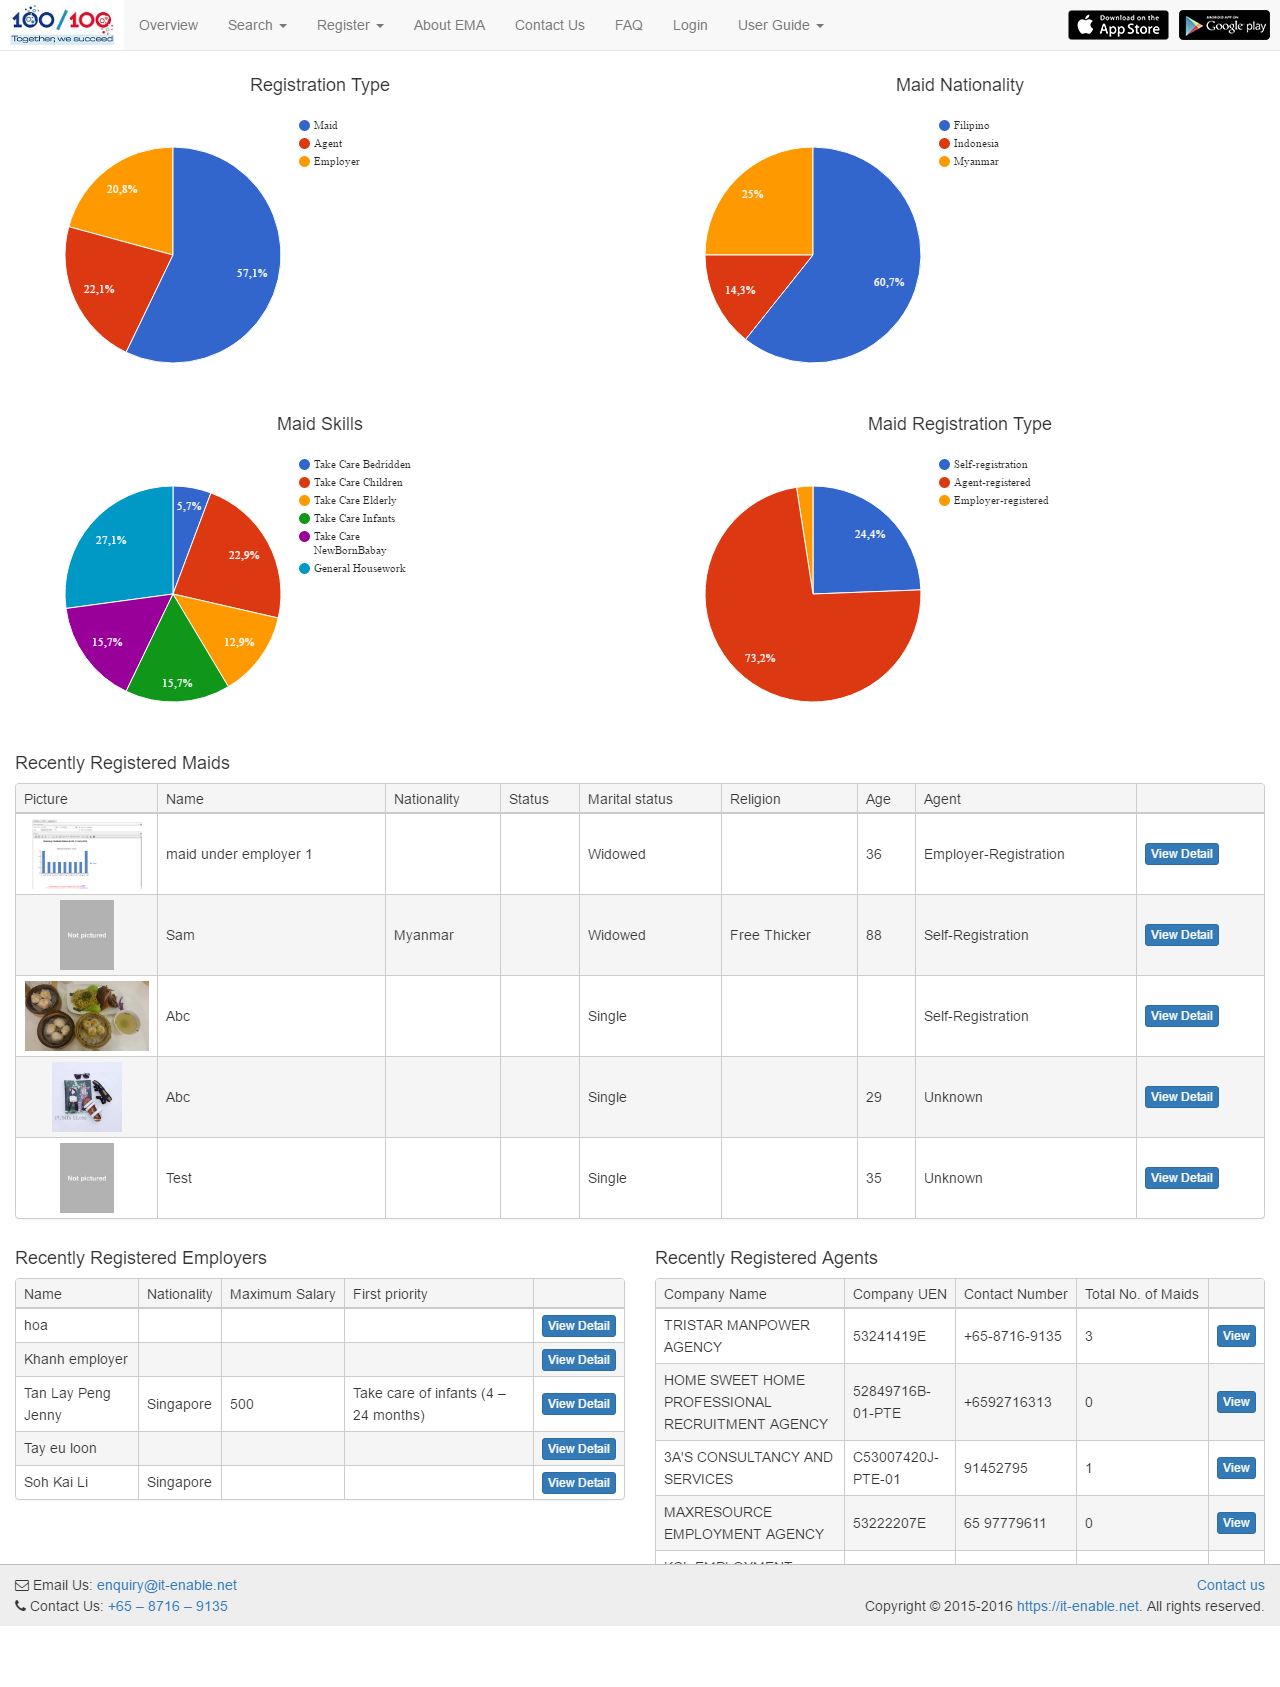 100/100
Together, we succeed
Overview Search Register About EMA Contact Us FAQ Login User Guide
Download on the App Store
ANDROID APP ON Google play
Registration Type
Maid
Agent
Employer
20,8%
57,1%
22,1%
Maid Nationality
Filipino
Indonesia
Myanmar
25%
60,7%
14,3%
Maid Skills
Take Care Bedridden
Take Care Children
Take Care Elderly
Take Care Infants
Take Care
NewBornBabay
General Housework
5,7%
27,1%
22,9%
15,7%
12,9%
15,7%
Maid Registration Type
Self-registration
Agent-registered
Employer-registered
24,4%
73,2%
Recently Registered Maids
Picture Name Nationality Status Marital status Religion Age Agent
maid under employer 1 Widowed 36 Employer-Registration View Detail
Not pictured Sam Myanmar Widowed Free Thicker 88 Self-Registration View Detail
Abc Single Self-Registration View Detail
Abc Single 29 Unknown View Detail
Not pictured Test Single 35 Unknown View Detail
Recently Registered Employers
Name Nationality Maximum Salary First priority
hoa View Detail
Khanh employer View Detail
Tan Lay Peng
Jenny Singapore 500 Take care of infants (4 –
24 months) View Detail
Tay eu loon View Detail
Soh Kai Li Singapore View Detail
Recently Registered Agents
Company Name Company UEN Contact Number Total No. of Maids
TRISTAR MANPOWER
AGENCY 53241419E +65-8716-9135 3 View
HOME SWEET HOME
PROFESSIONAL
RECRUITMENT AGENCY 52849716B-
01-PTE +6592716313 0 View
3A'S CONSULTANCY AND
SERVICES C53007420J-
PTE-01 91452795 1 View
MAXRESOURCE
EMPLOYMENT AGENCY 53222207E 65 97779611 0 View
Email Us: enquiry@it-enable.net
Contact Us: +65 – 8716 – 9135
Contact us
Copyright © 2015-2016 https://it-enable.net. All rights reserved.